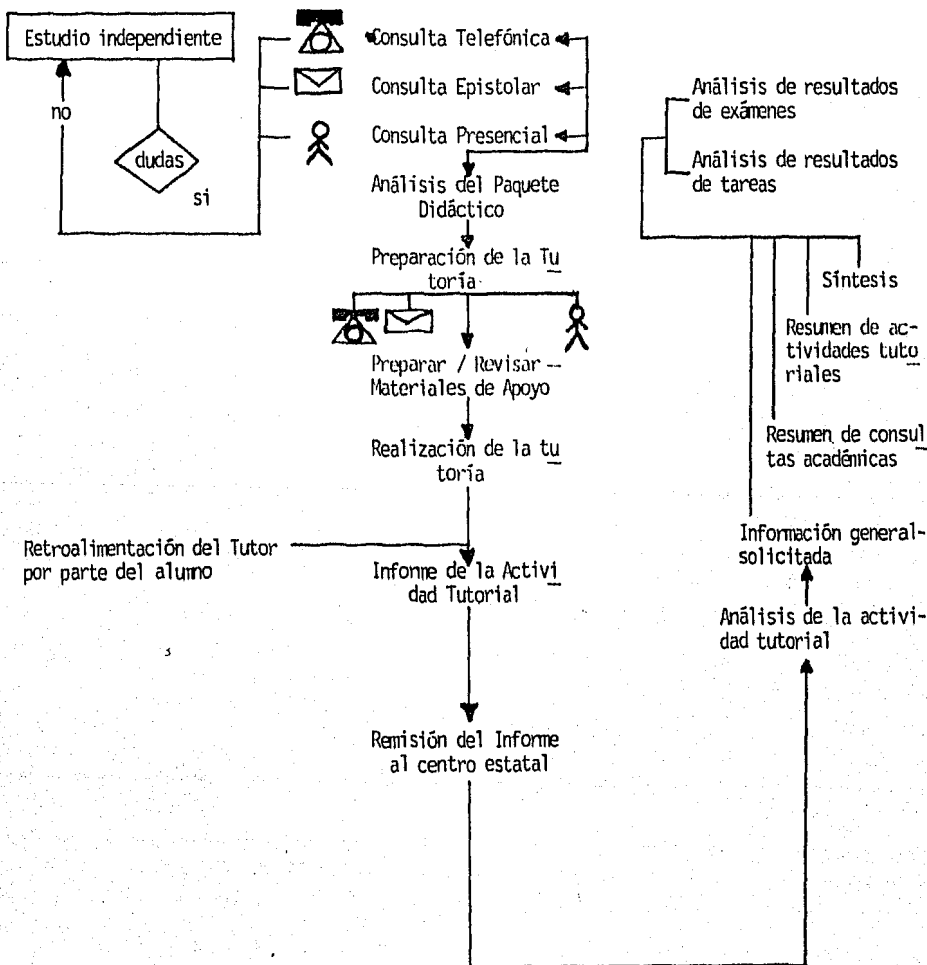 Estudio independiente
no
dudas
si
Consulta Telefónica
Consulta Epistolar
Consulta Presencial
Análisis del Paquete
Didáctico
Preparación de la Tu
toría
Preparar / Revisar --
Materiales de Apoyo
Realización de la tu
toría
Retroalimentación del Tutor
por parte del alumno
Informe de la Activi
dad Tutorial
Remisión del Informe
al centro estatal
Análisis de resultados
de exámenes
Análisis de resultados
de tareas
Síntesis
Resumen de ac-
tividades tuto
riales
Resumen de consul
tas académicas
Información general-
solicitada
Análisis de la activi-
dad tutorial